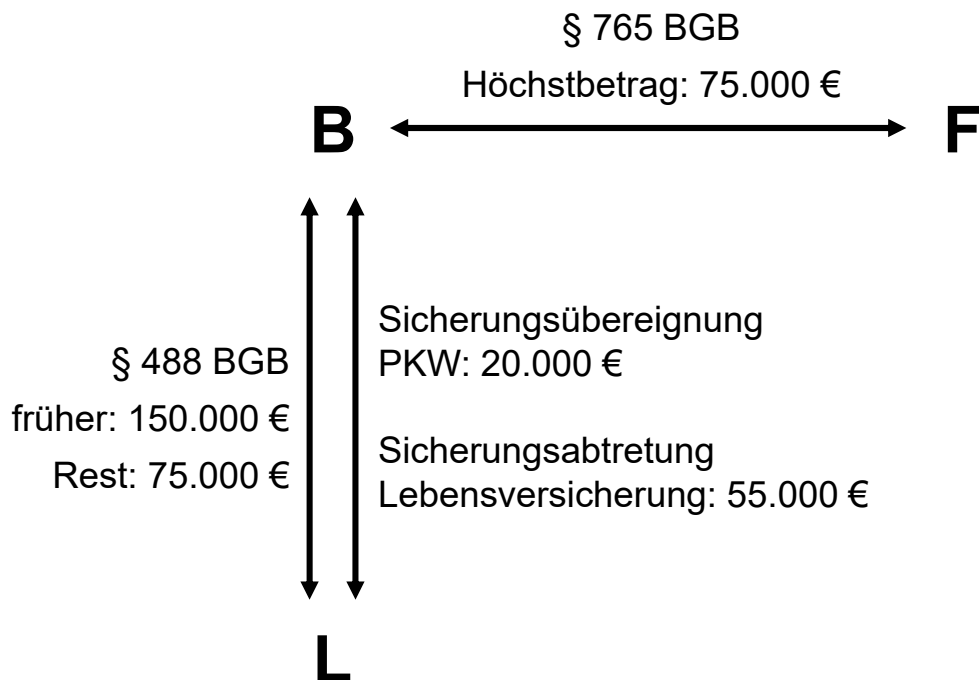 § 765 BGB
Höchstbetrag: 75.000 €
B
F
§ 488 BGB
früher: 150.000 €
Rest: 75.000 €
Sicherungsübereignung
PKW: 20.000 €
Sicherungsabtretung
Lebensversicherung: 55.000 €
L